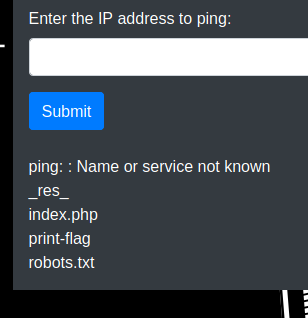 Enter the IP address to ping:
Submit
ping: : Name or service not known
_res_
index.php
print-flag
robots.txt